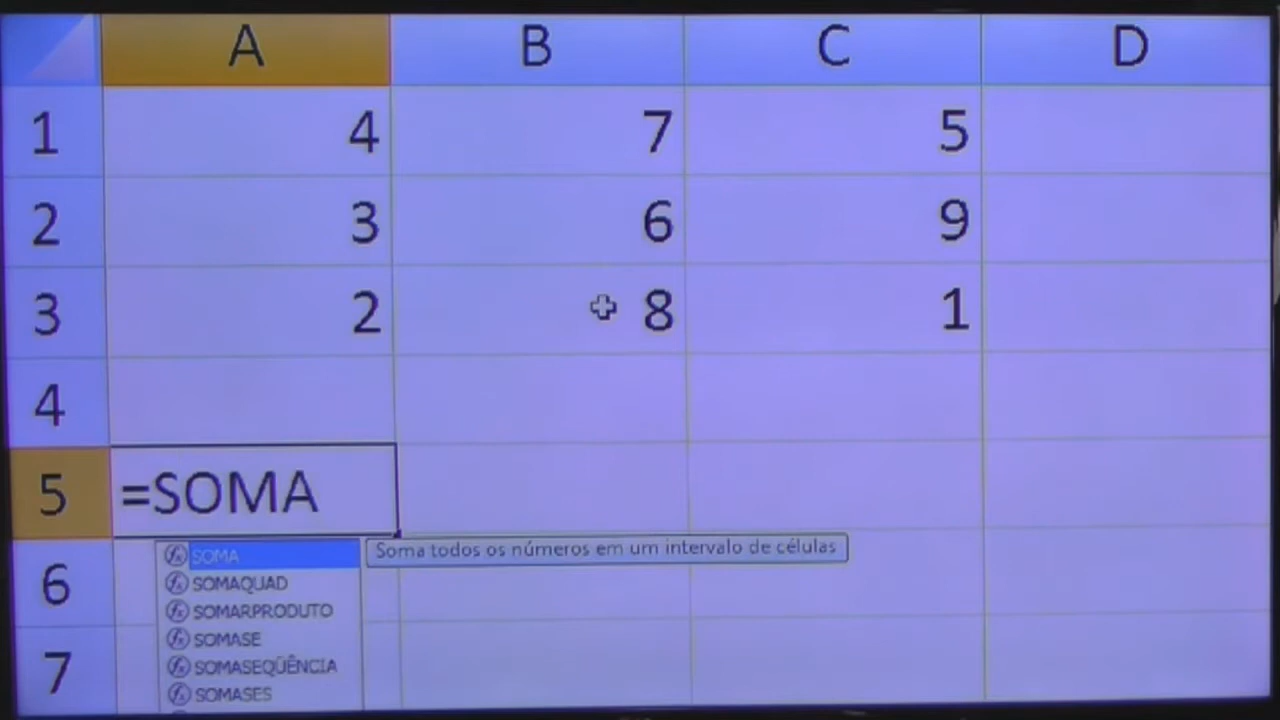 A B C D
1 4 7 5
2 3 6 9
3 2 8 1
4
5 =SOMA
SOMA Soma todos os números em um intervalo de células
6 SOMAQUAD
SOMARPRODUTO
SOMASE
7 SOMASEQÜÊNCIA
SOMASES